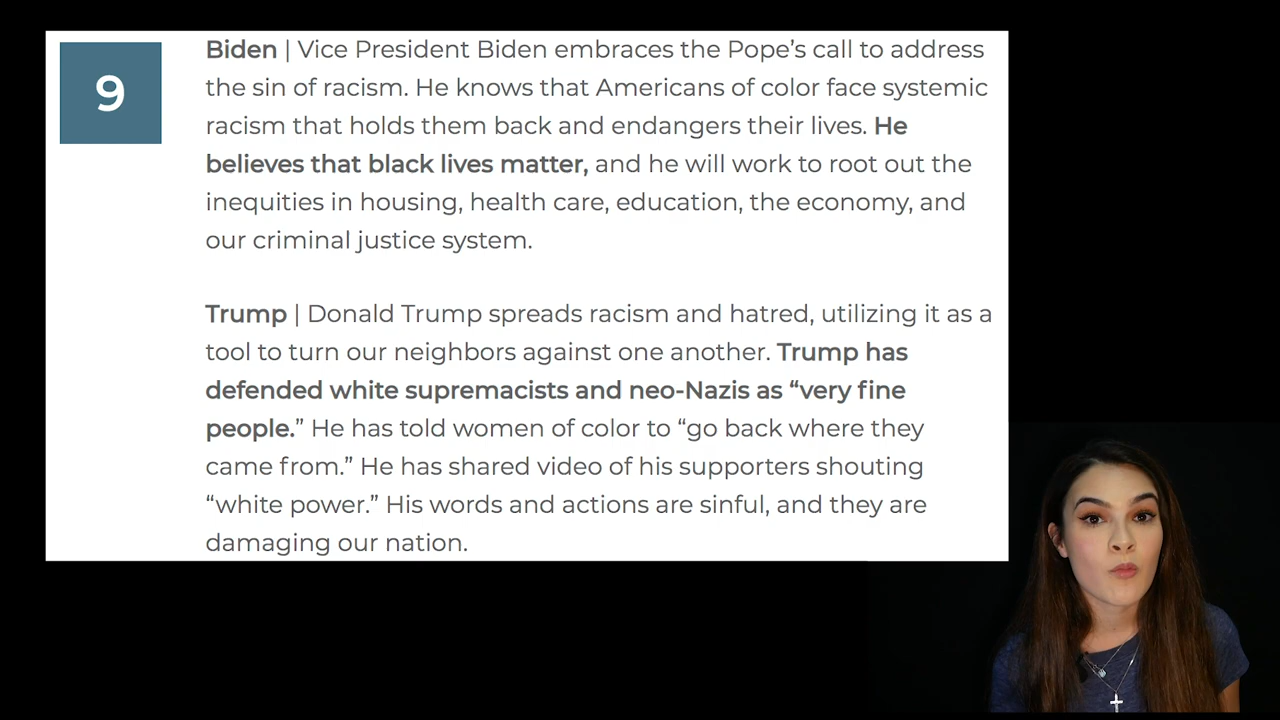 9
Biden | Vice President Biden embraces the Pope’s call to address
the sin of racism. He knows that Americans of color face systemic
racism that holds them back and endangers their lives. He
believes that black lives matter, and he will work to root out the
inequities in housing, health care, education, the economy, and
our criminal justice system.
Trump | Donald Trump spreads racism and hatred, utilizing it as a
tool to turn our neighbors against one another. Trump has
defended white supremacists and neo-Nazis as “very fine
people.” He has told women of color to “go back where they
came from.” He has shared video of his supporters shouting
“white power.” His words and actions are sinful, and they are
damaging our nation.